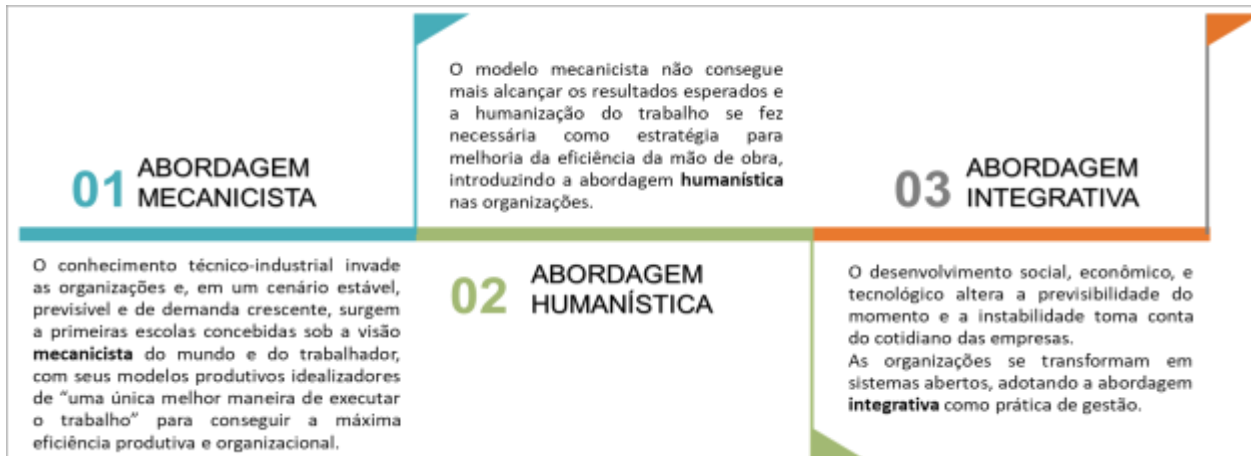 01 ABORDAGEM
MECANICISTA
O conhecimento técnico-industrial invade
as organizações e, em um cenário estável,
previsível e de demanda crescente, surgem
a primeiras escolas concebidas sob a visão
mecanicista do mundo e do trabalhador,
com seus modelos produtivos idealizadores
de “uma única melhor maneira de executar
o trabalho” para conseguir a máxima
eficiência produtiva e organizacional.
O modelo mecanicista não consegue
mais alcançar os resultados esperados e
a humanização do trabalho se fez
necessária como estratégia para
melhoria da eficiência da mão de obra,
introduzindo a abordagem humanística
nas organizações.
02 ABORDAGEM
HUMANÍSTICA
03 ABORDAGEM
INTEGRATIVA
O desenvolvimento social, econômico, e
tecnológico altera a previsibilidade do
momento e a instabilidade toma conta
do cotidiano das empresas.
As organizações se transformam em
sistemas abertos, adotando a abordagem
integrativa como prática de gestão.